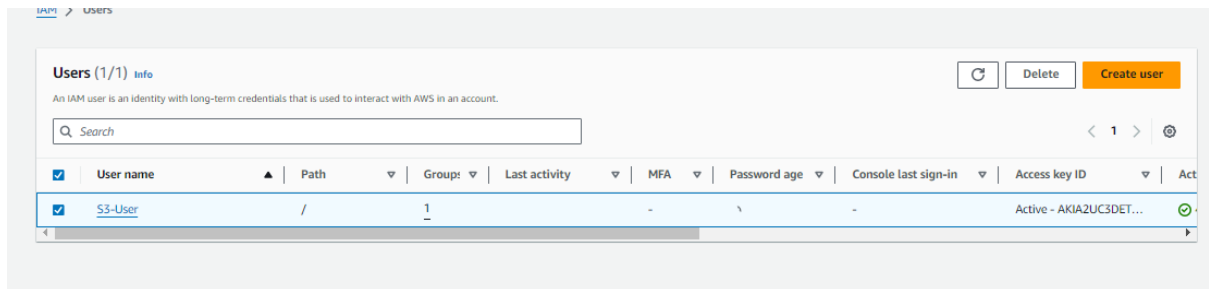 IAM > Users
Users (1/1) Info
Delete
Create user
An IAM user is an identity with long-term credentials that is used to interact with AWS in an account.
Search
1
User name Path Groups Last activity MFA Password age Console last sign-in Access key ID Act
S3-User / 1 - - Active - AKIA2UC3DET...